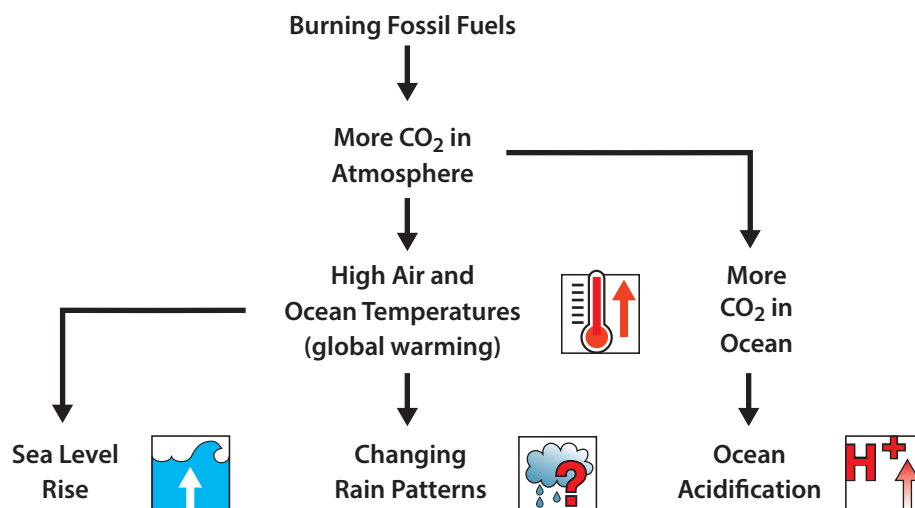 Burning Fossil Fuels
More CO₂ in
Atmosphere
High Air and
Ocean Temperatures
(global warming)
More
CO₂ in
Ocean
Sea Level
Rise
Changing
Rain Patterns
?
Ocean
Acidification
H⁺